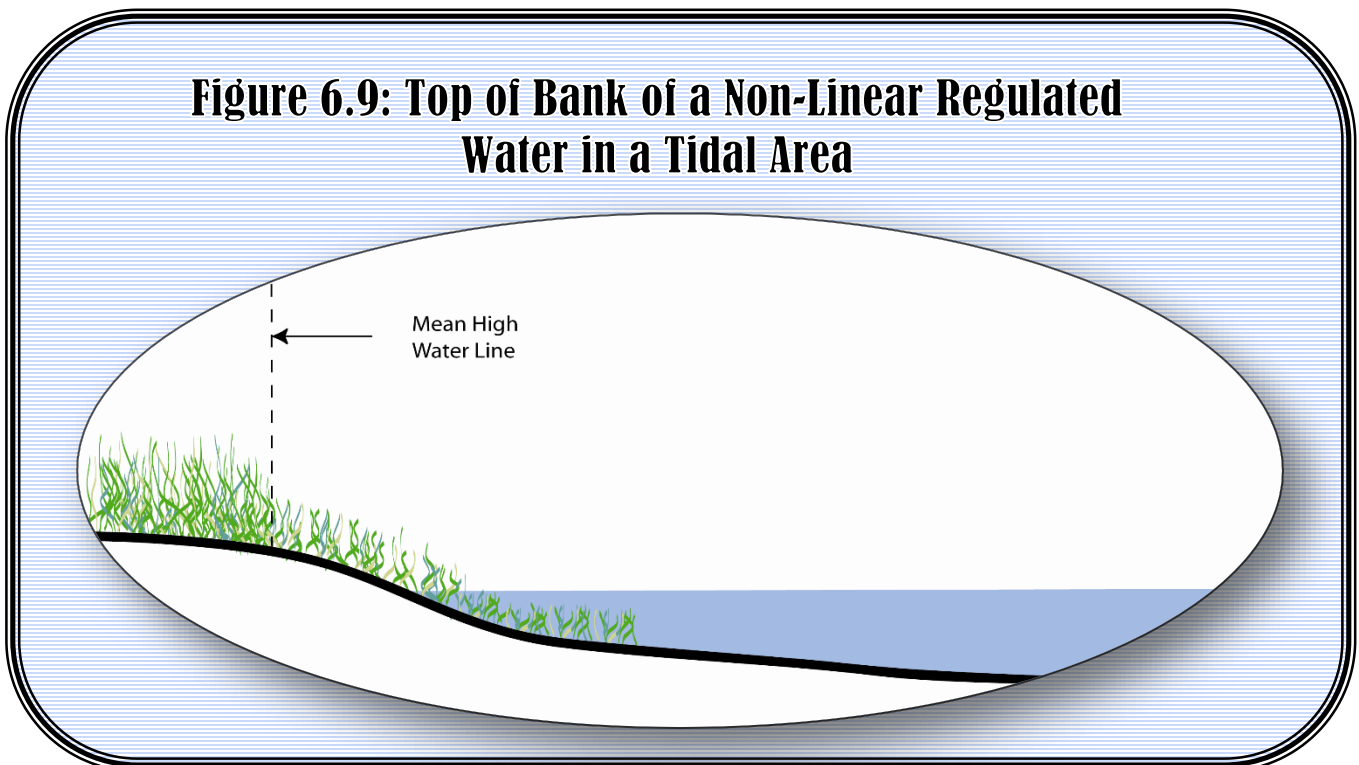 Figure 6.9: Top of Bank of a Non-Linear Regulated
Water in a Tidal Area
Mean High
Water Line